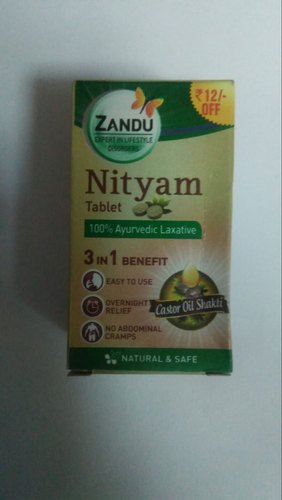 ₹12/-
OFF
ZANDU
EXPERT IN LIFESTYLE
DISORDERS
Nityam
Tablet
100% Ayurvedic Laxative
3 IN 1 BENEFIT
EASY TO USE
OVERNIGHT
RELIEF
NO ABDOMINAL
CRAMPS
Castor Oil Shakti
NATURAL & SAFE